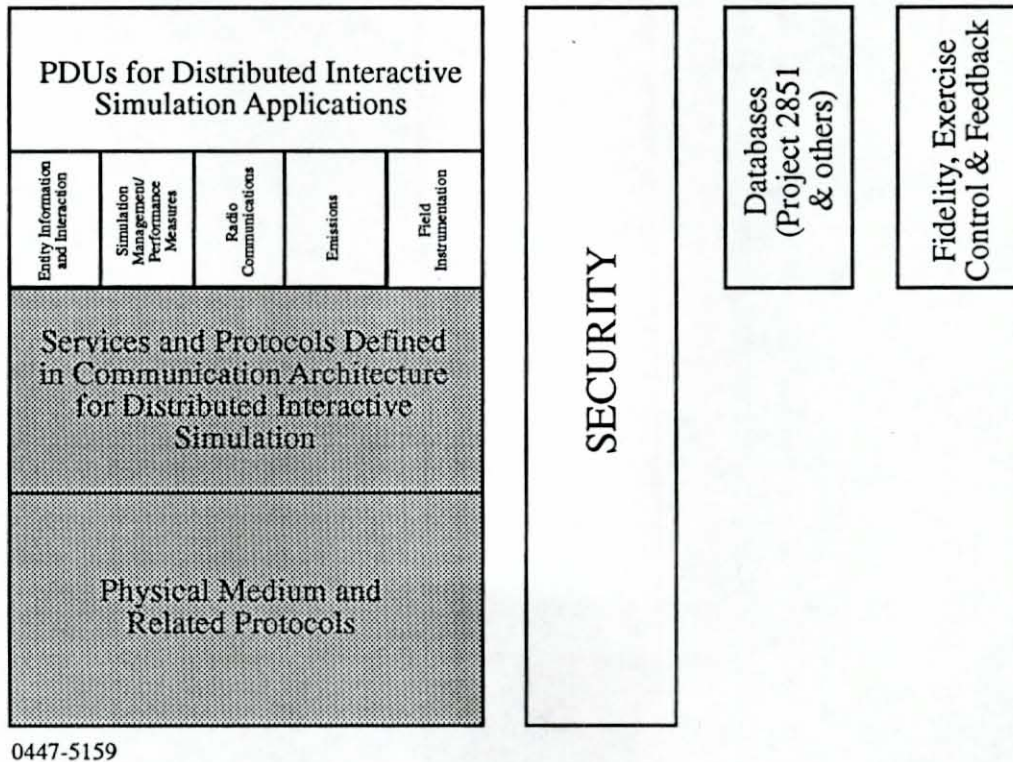 PDUs for Distributed Interactive
Simulation Applications
Entity Information
and Interaction
Simulation
Management/
Performance
Measures
Radio
Communications
Emissions
Field
Instrumentation
Services and Protocols Defined
in Communication Architecture
for Distributed Interactive
Simulation
Physical Medium and
Related Protocols
SECURITY
Databases
(Project 2851
& others)
Fidelity, Exercise
Control & Feedback
0447-5159